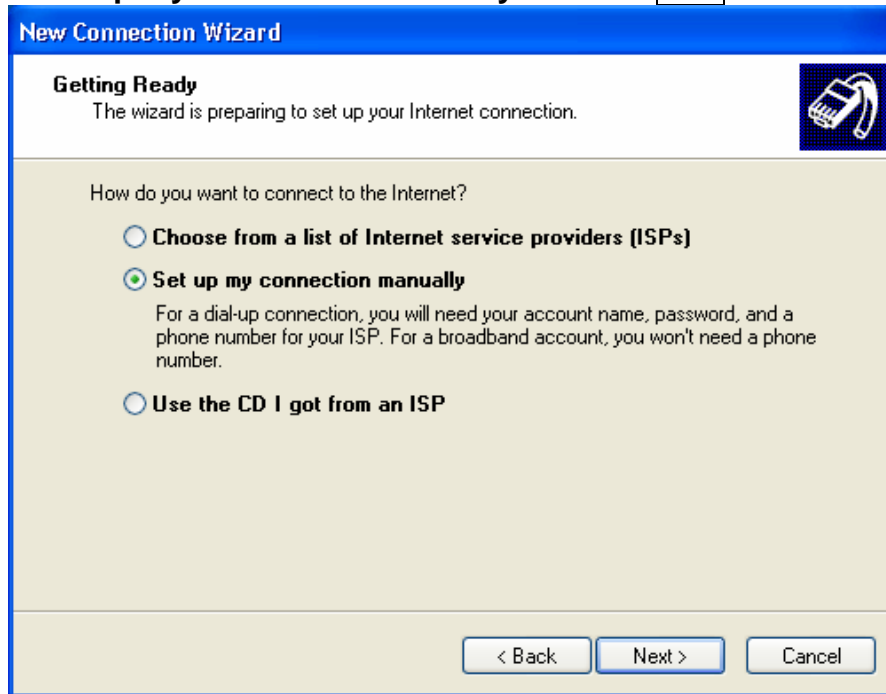 New Connection Wizard
Getting Ready
The wizard is preparing to set up your Internet connection.
How do you want to connect to the Internet?
Choose from a list of Internet service providers (ISPs)
Set up my connection manually
For a dial-up connection, you will need your account name, password, and a
phone number for your ISP. For a broadband account, you won't need a phone
number.
Use the CD I got from an ISP
< Back
Next >
Cancel